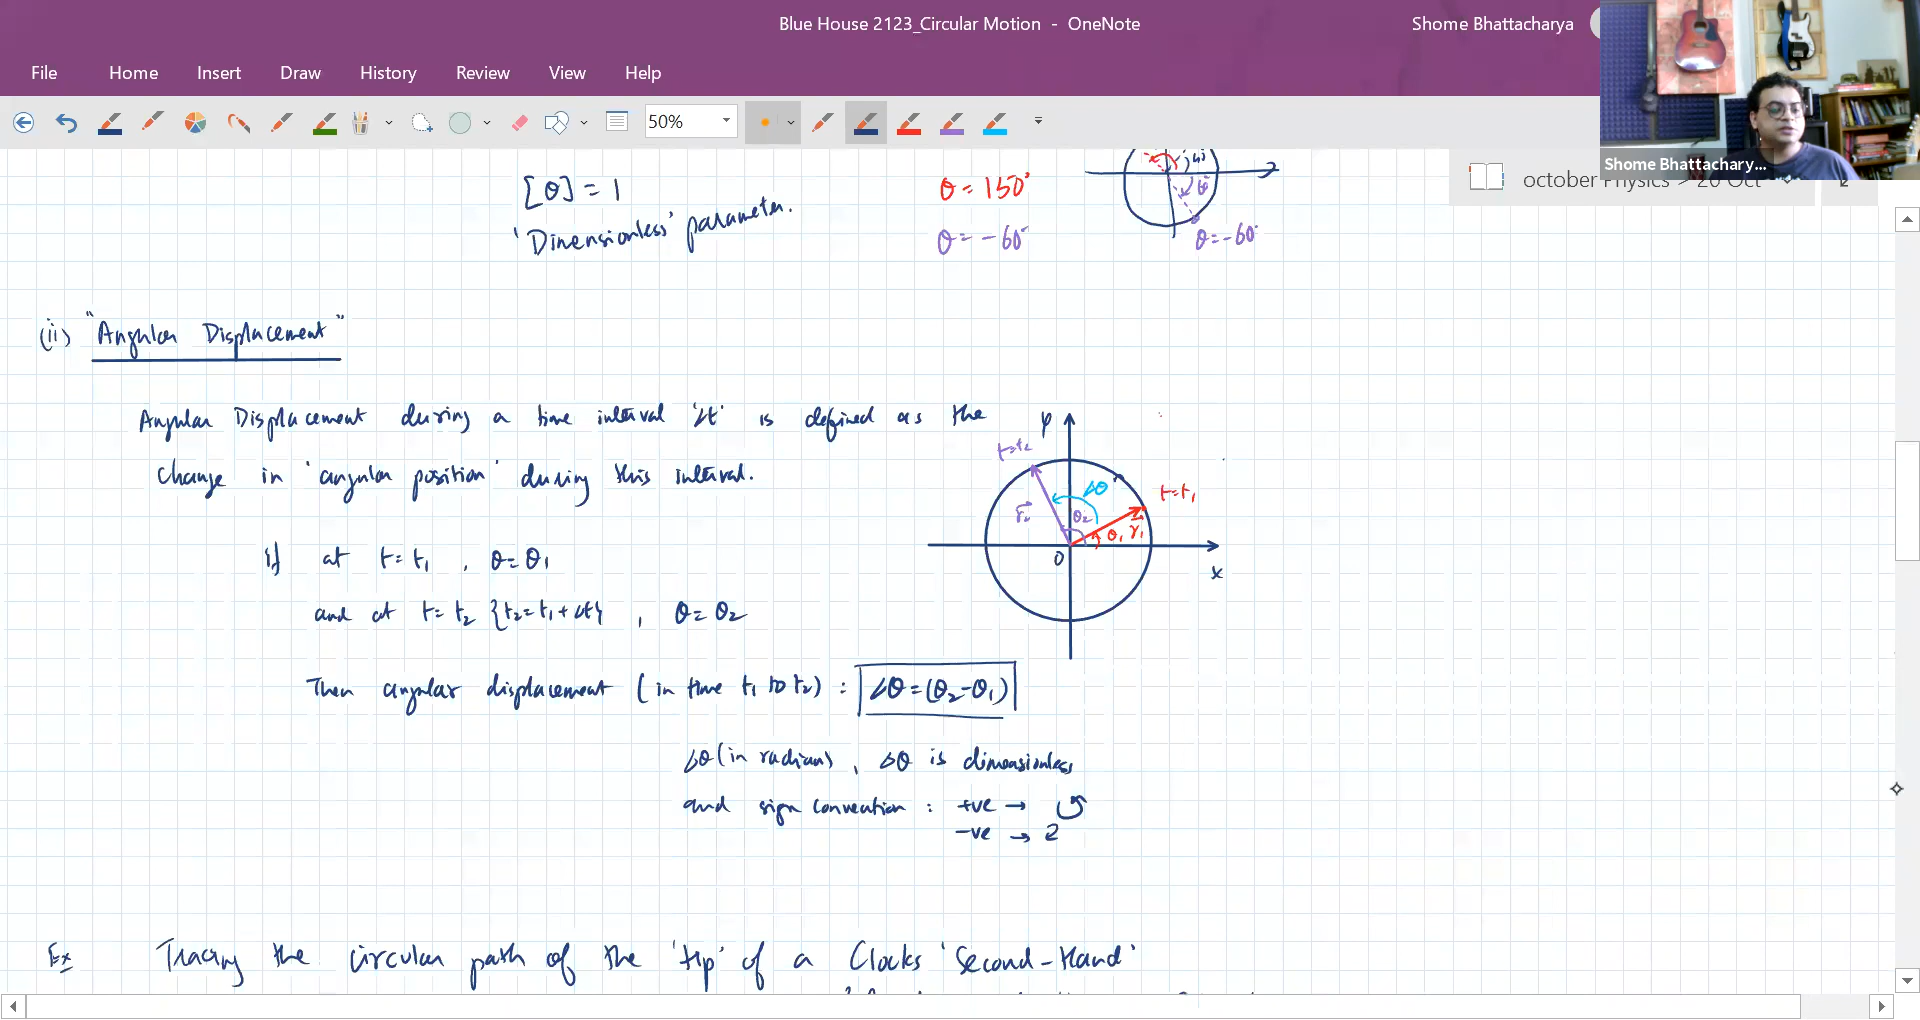 Blue House 2123_Circular Motion - OneNote
Shome Bhattacharya
File Home Insert Draw History Review View Help
50%
Shome Bhattachary...
october Physics > 20 Oct
[θ] = 1
'Dimensionless' parameter.
θ = 150°
θ = -60°
θ = -60°
(ii) "Angular Displacement"
Angular Displacement during a time interval 'Δt' is defined as the
change in 'angular position' during this interval.
if at t = t₁ , θ = θ₁
and at t = t₂ {t₂ = t₁ + Δt} , θ = θ₂
Then angular displacement (in time t₁ to t₂) : Δθ = (θ₂ - θ₁)
Δθ (in radian) , Δθ is dimensionless
and sign convention : +ve → ↺
-ve → ↻
y
t=t₂
Δθ
t=t₁
r⃗₂
θ₂
θ₁
r⃗₁
O
x
Ex Tracing the circular path of the 'tip' of a Clocks 'Second-Hand'